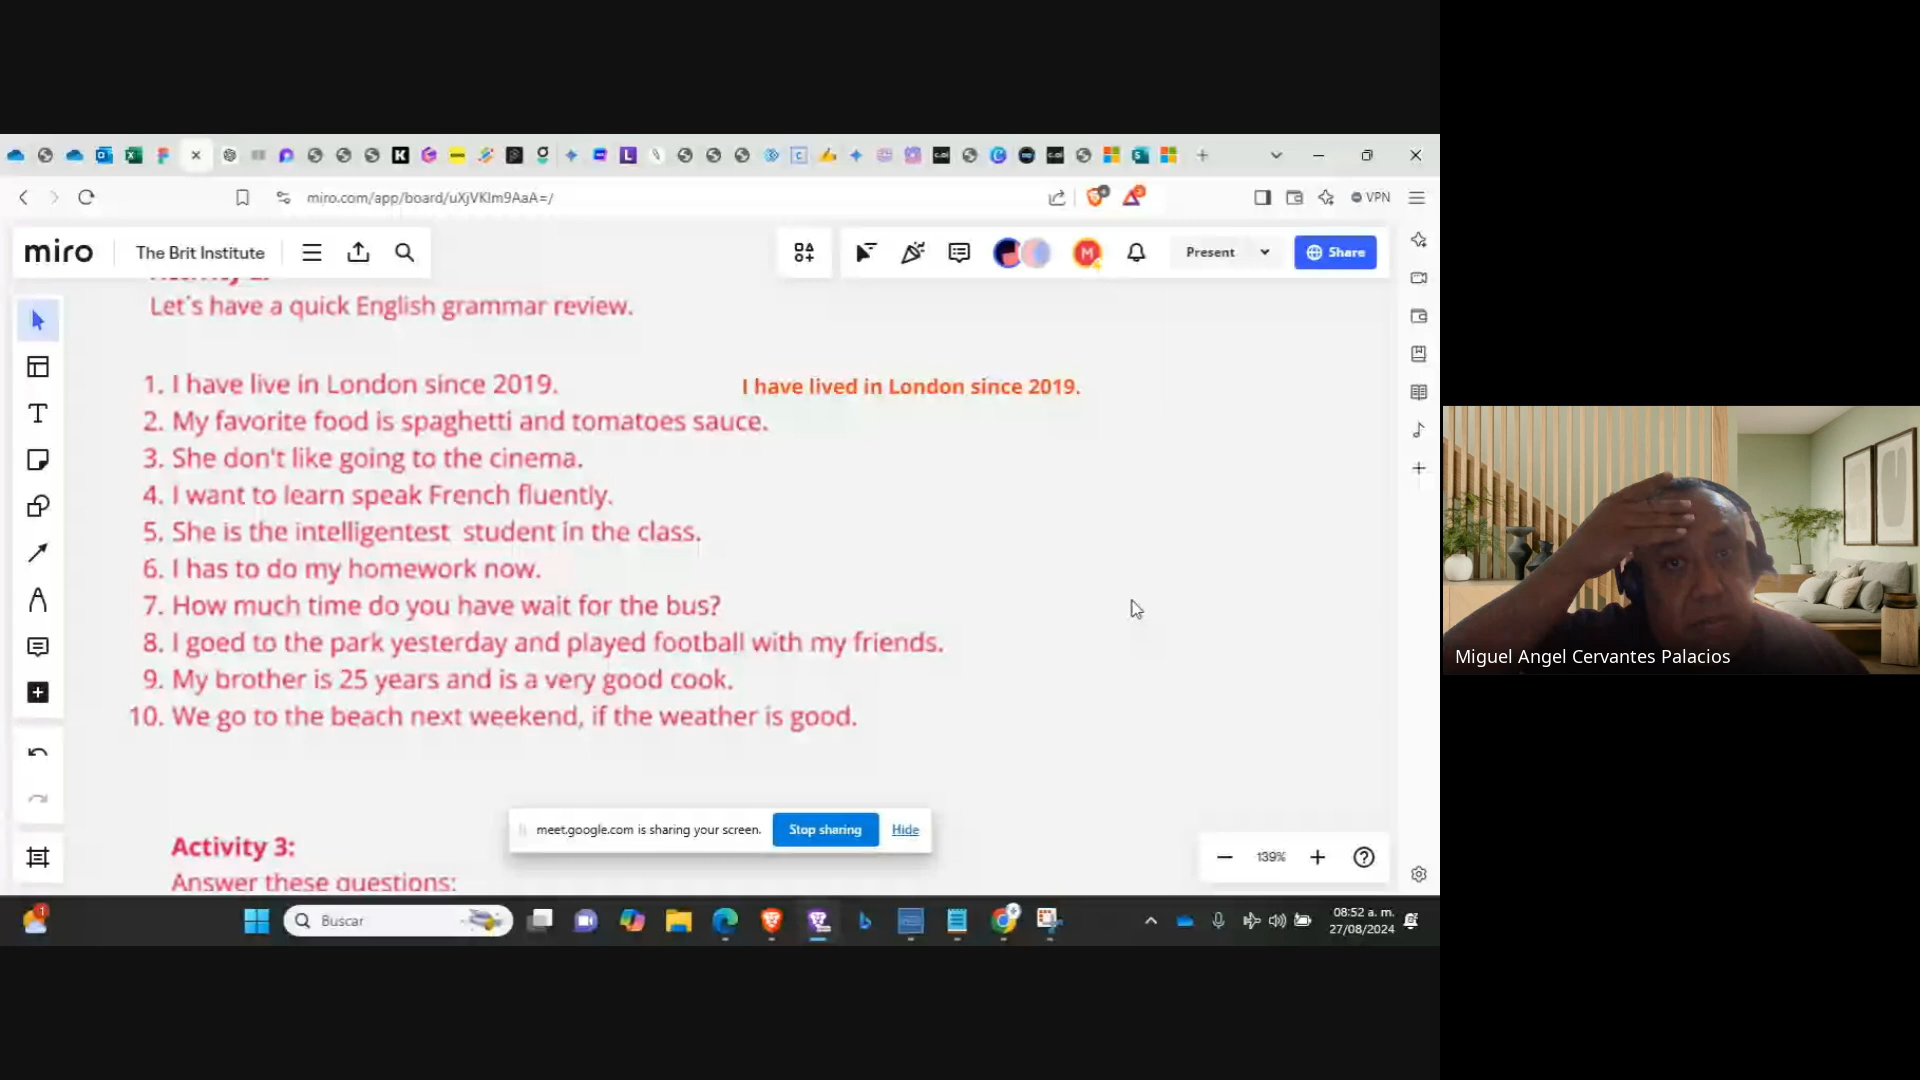 miro.com/app/board/uXjVKlm9AaA=/
VPN
miro
The Brit Institute
Present
Share
Let´s have a quick English grammar review.
1. I have live in London since 2019.
I have lived in London since 2019.
2. My favorite food is spaghetti and tomatoes sauce.
3. She don't like going to the cinema.
4. I want to learn speak French fluently.
5. She is the intelligentest student in the class.
6. I has to do my homework now.
7. How much time do you have wait for the bus?
8. I goed to the park yesterday and played football with my friends.
9. My brother is 25 years and is a very good cook.
10. We go to the beach next weekend, if the weather is good.
Miguel Angel Cervantes Palacios
meet.google.com is sharing your screen.
Stop sharing
Hide
Activity 3:
Answer these questions:
139%
Buscar
08:52 a. m.
27/08/2024